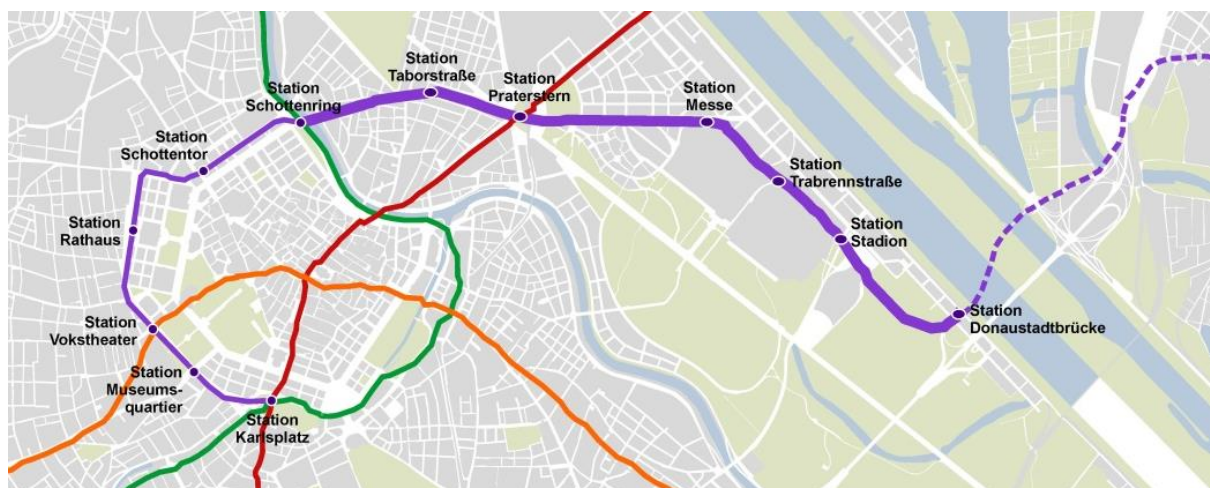 Station
Taborstraße
Station
Praterstern
Station
Schottenring
Station
Messe
Station
Schottentor
Station
Trabrennstraße
Station
Rathaus
Station
Stadion
Station
Donaustadtbrücke
Station
Vokstheater
Station
Museums-
quartier
Station
Karlsplatz